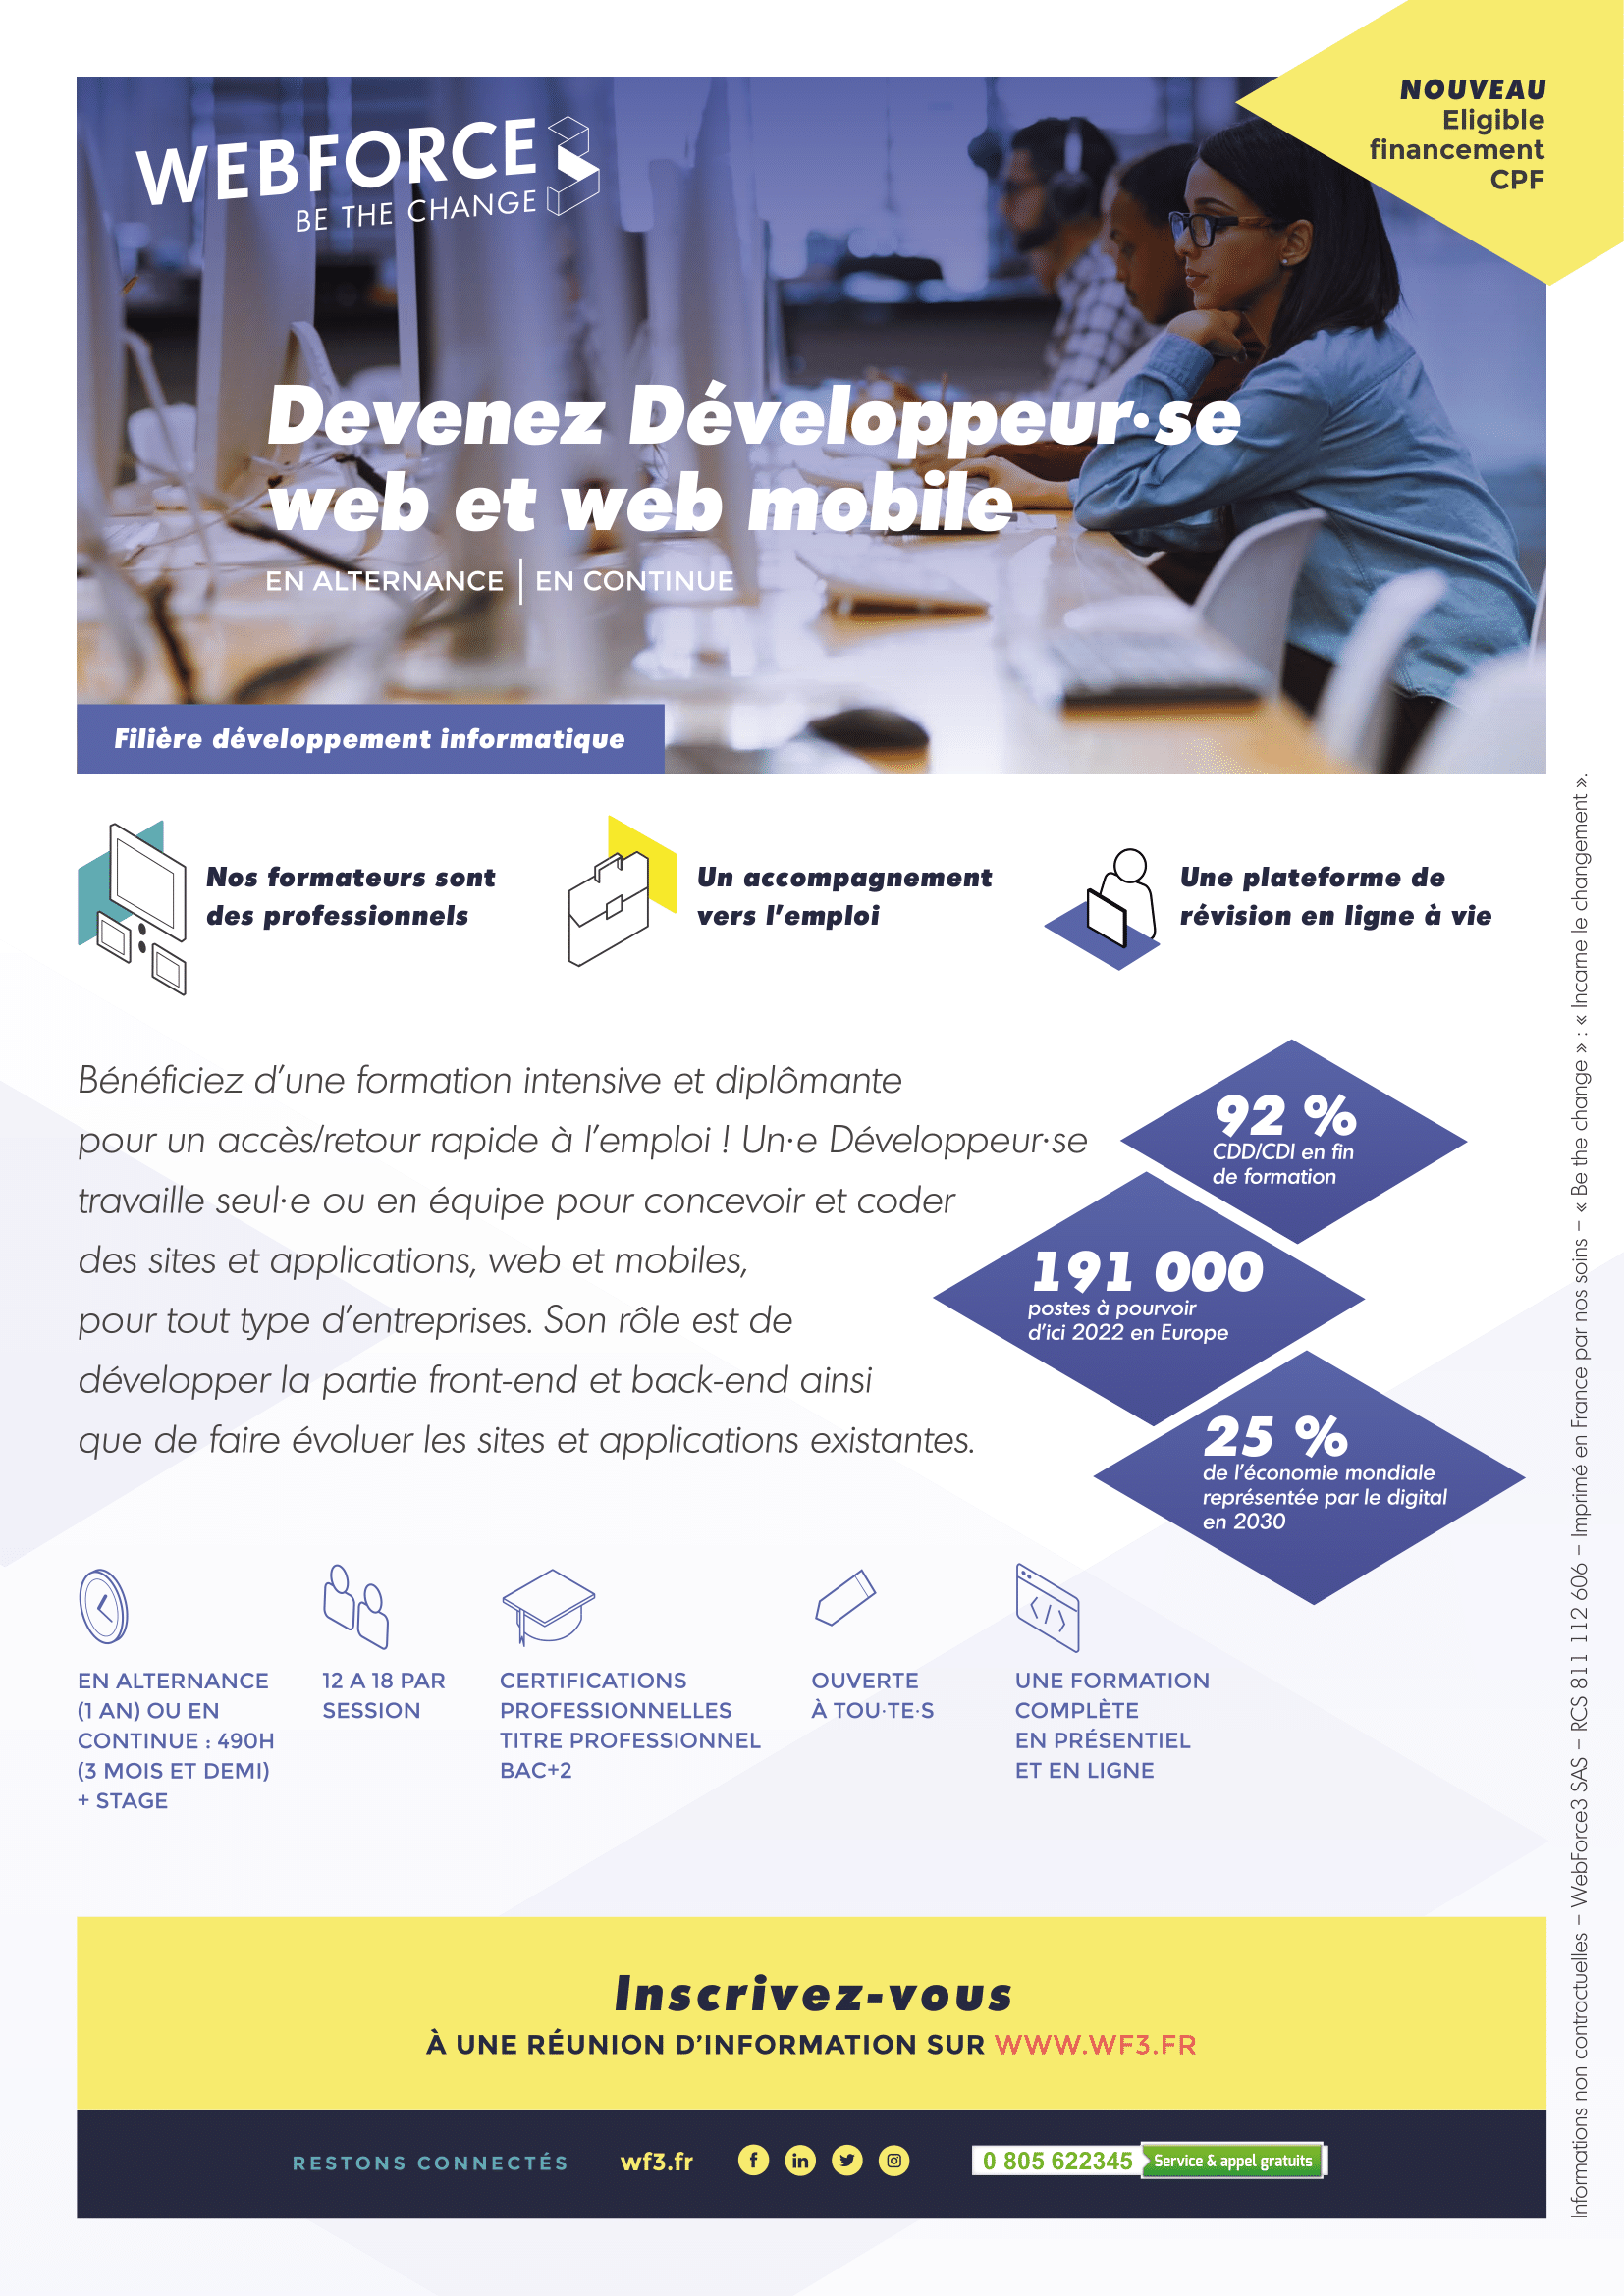 WEBFORCE 3
BE THE CHANGE
NOUVEAU
Eligible
financement
CPF
Devenez Développeur·se
web et web mobile
EN ALTERNANCE | EN CONTINUE
Filière développement informatique
Nos formateurs sont
des professionnels
Un accompagnement
vers l’emploi
Une plateforme de
révision en ligne à vie
Bénéficiez d’une formation intensive et diplômante
pour un accès/retour rapide à l’emploi ! Un·e Développeur·se
travaille seul·e ou en équipe pour concevoir et coder
des sites et applications, web et mobiles,
pour tout type d’entreprises. Son rôle est de
développer la partie front-end et back-end ainsi
que de faire évoluer les sites et applications existantes.
92 %
CDD/CDI en fin
de formation
191 000
postes à pourvoir
d’ici 2022 en Europe
25 %
de l’économie mondiale
représentée par le digital
en 2030
EN ALTERNANCE
(1 AN) OU EN
CONTINUE : 490H
(3 MOIS ET DEMI)
+ STAGE
12 A 18 PAR
SESSION
CERTIFICATIONS
PROFESSIONNELLES
TITRE PROFESSIONNEL
BAC+2
OUVERTE
À TOU·TE·S
UNE FORMATION
COMPLÈTE
EN PRÉSENTIEL
ET EN LIGNE
Inscrivez-vous
À UNE RÉUNION D’INFORMATION SUR WWW.WF3.FR
RESTONS CONNECTÉS
wf3.fr
0 805 622345
Service & appel gratuits
Informations non contractuelles – WebForce3 SAS – RCS 811 112 606 – Imprimé en France par nos soins – « Be the change » : « Incarne le changement ».